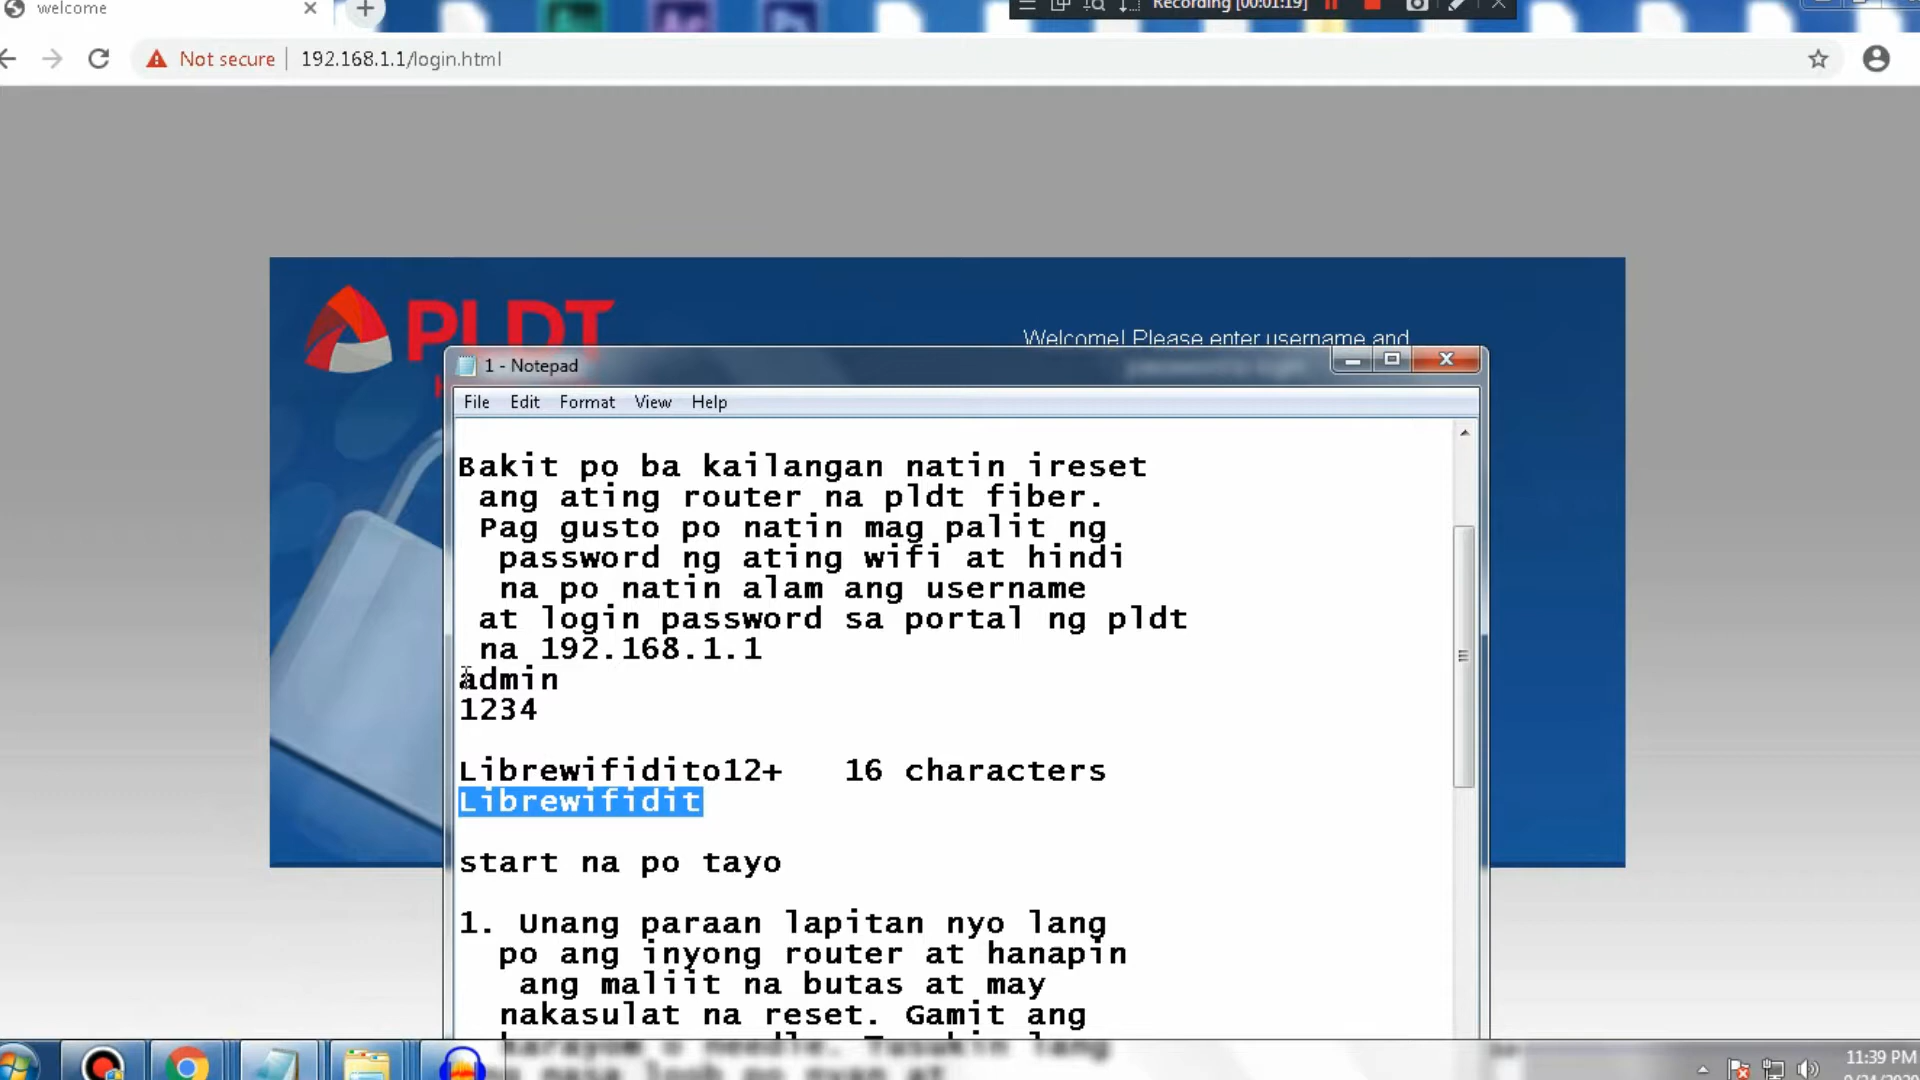 welcome
Recording [00:01:19]
Not secure
192.168.1.1/login.html
PLDT
Welcome! Please enter username and
1 - Notepad
File Edit Format View Help
Bakit po ba kailangan natin ireset
ang ating router na pldt fiber.
Pag gusto po natin mag palit ng
password ng ating wifi at hindi
na po natin alam ang username
at login password sa portal ng pldt
na 192.168.1.1
admin
1234
Librewifidito12+ 16 characters
Librewifidit
start na po tayo
1. Unang paraan lapitan nyo lang
po ang inyong router at hanapin
ang maliit na butas at may
nakasulat na reset. Gamit ang
11:39 PM